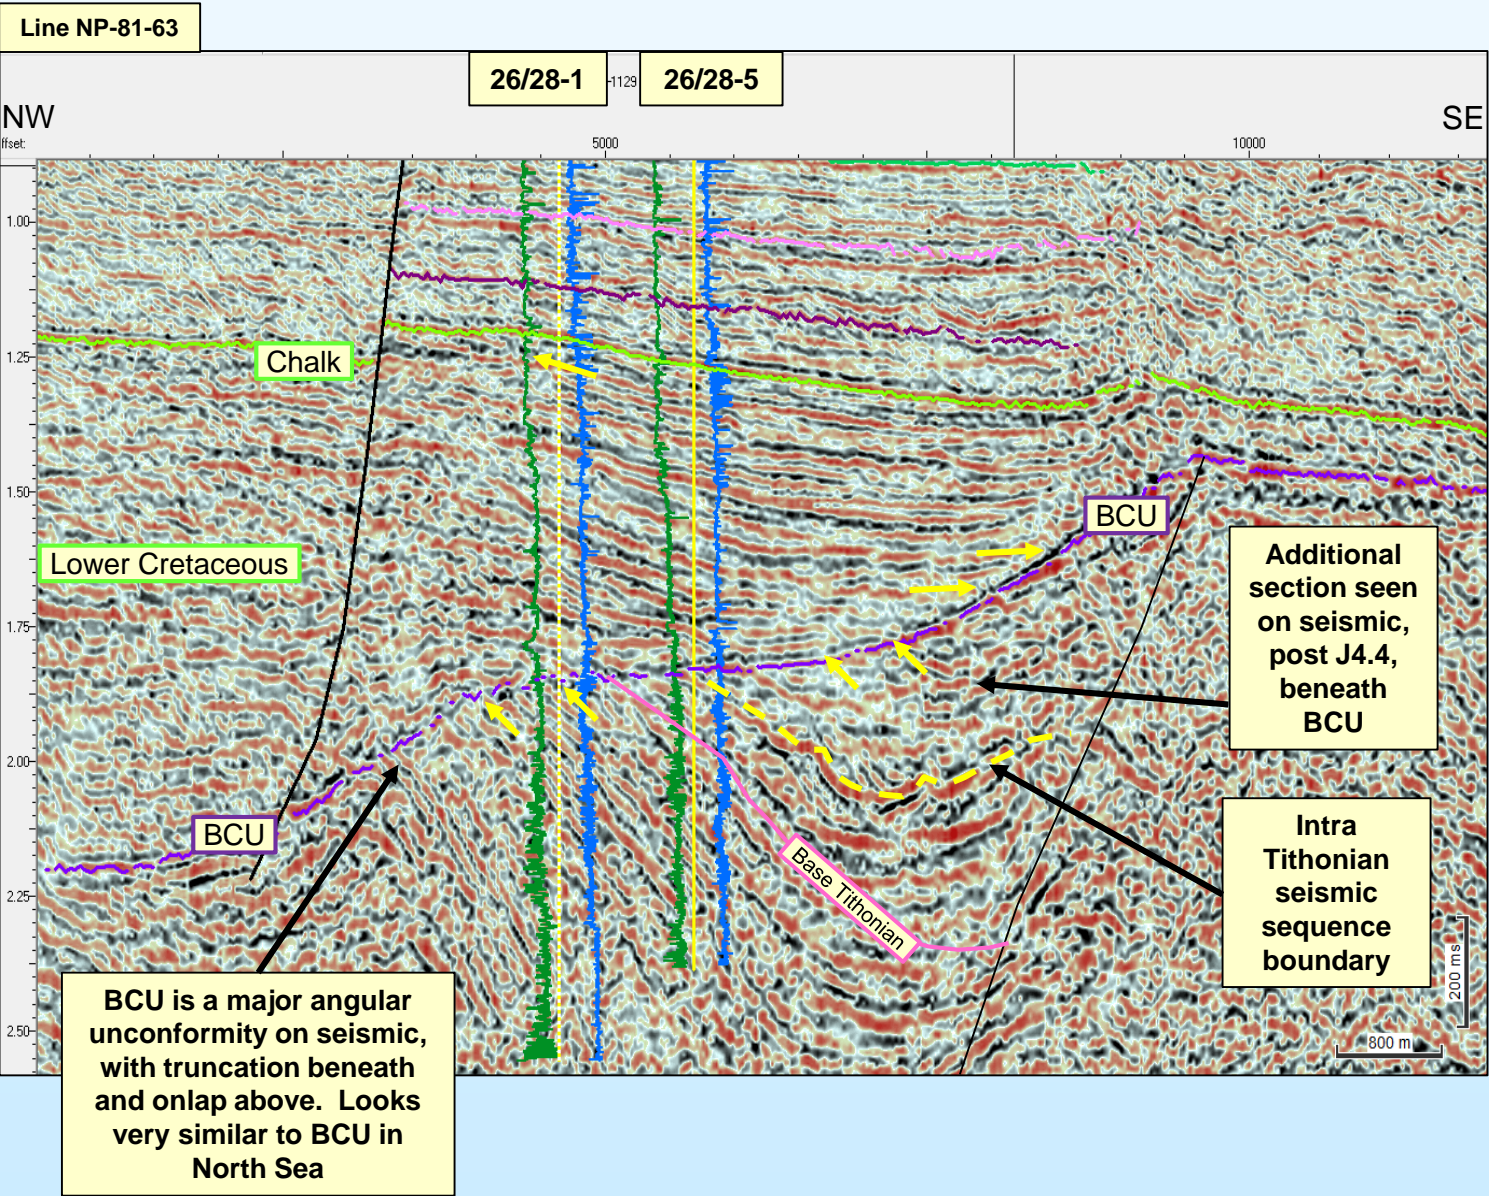 Line NP-81-63
26/28-1
-1129
26/28-5
NW
SE
ffset:
5000
10000
1.00
1.25
1.50
1.75
2.00
2.25
2.50
Chalk
Lower Cretaceous
BCU
BCU
Base Tithonian
Additional
section seen
on seismic,
post J4.4,
beneath
BCU
Intra
Tithonian
seismic
sequence
boundary
200 ms
800 m
BCU is a major angular
unconformity on seismic,
with truncation beneath
and onlap above. Looks
very similar to BCU in
North Sea